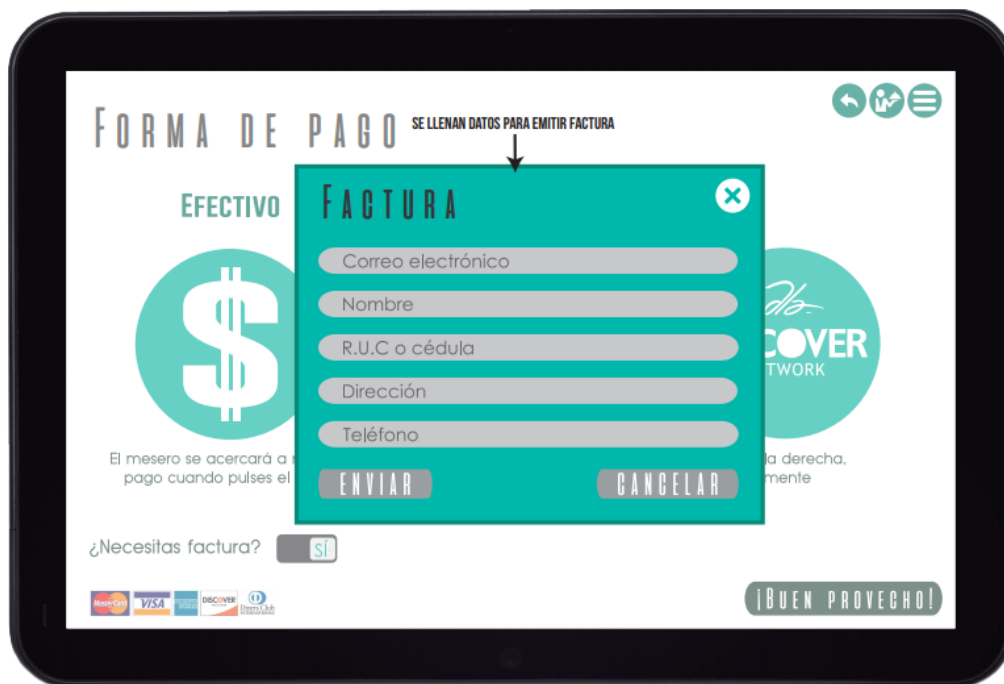 FORMA DE PAGO
SE LLENAN DATOS PARA EMITIR FACTURA
EFECTIVO
FACTURA
Correo electrónico
Nombre
R.U.C o cédula
Dirección
Teléfono
ENVIAR
CANCELAR
El mesero se acercará a
pago cuando pulses el
la derecha,
mente
¿Necesitas factura?
SÍ
MasterCard
VISA
DISCOVER
Diners Club
INTERNATIONAL
¡BUEN PROVECHO!